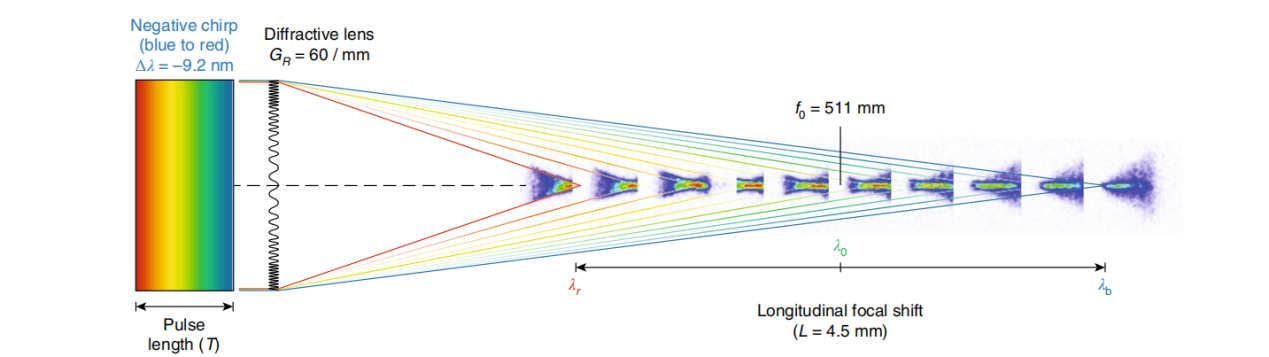 Negative chirp
(blue to red)
Δλ = –9.2 nm
Diffractive lens
G_R = 60 / mm
f_0 = 511 mm
λ_0
λ_r
λ_b
Pulse
length (T)
Longitudinal focal shift
(L = 4.5 mm)